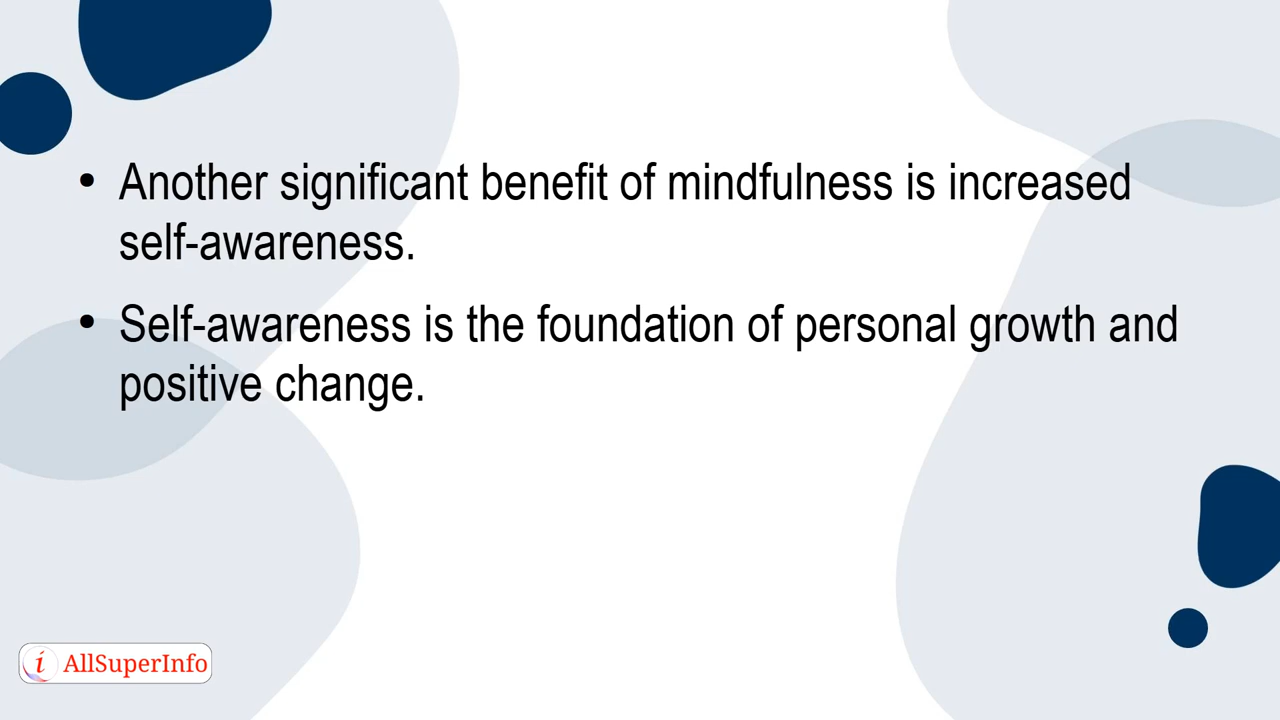 • Another significant benefit of mindfulness is increased
self-awareness.
• Self-awareness is the foundation of personal growth and
positive change.
i AllSuperInfo